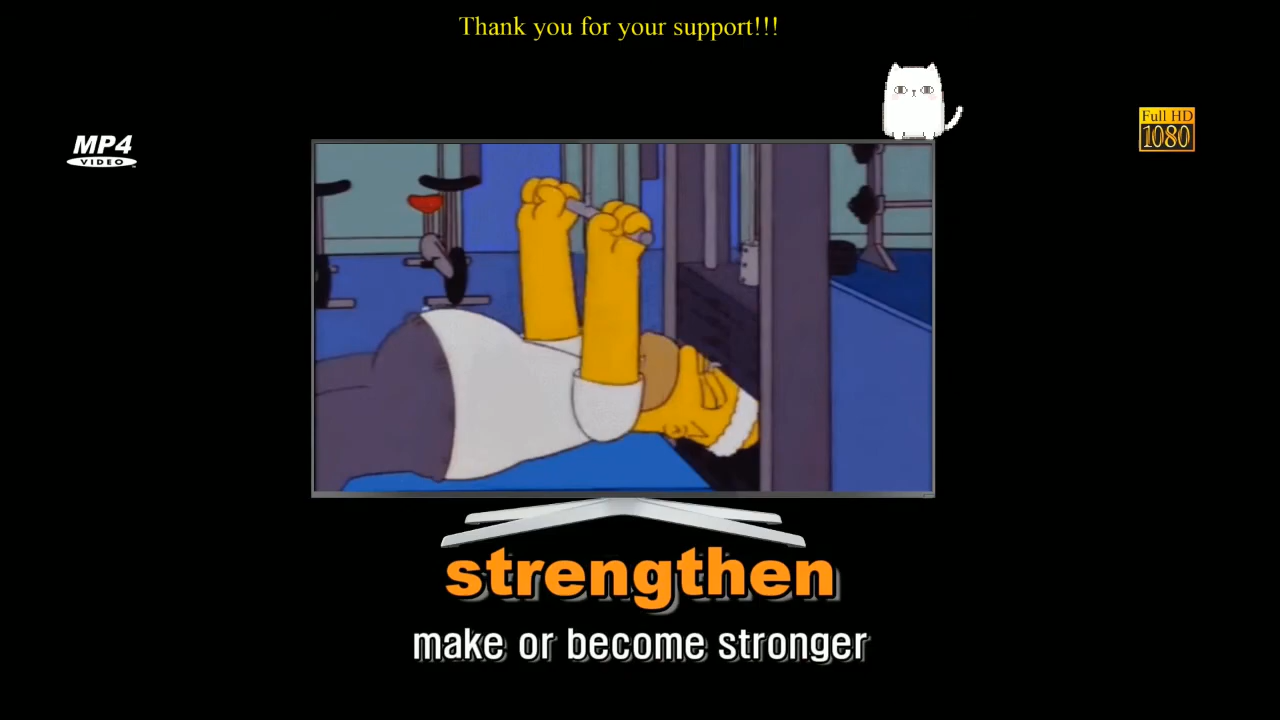 Thank you for your support!!!
MP4
VIDEO
Full HD
1080
strengthen
make or become stronger